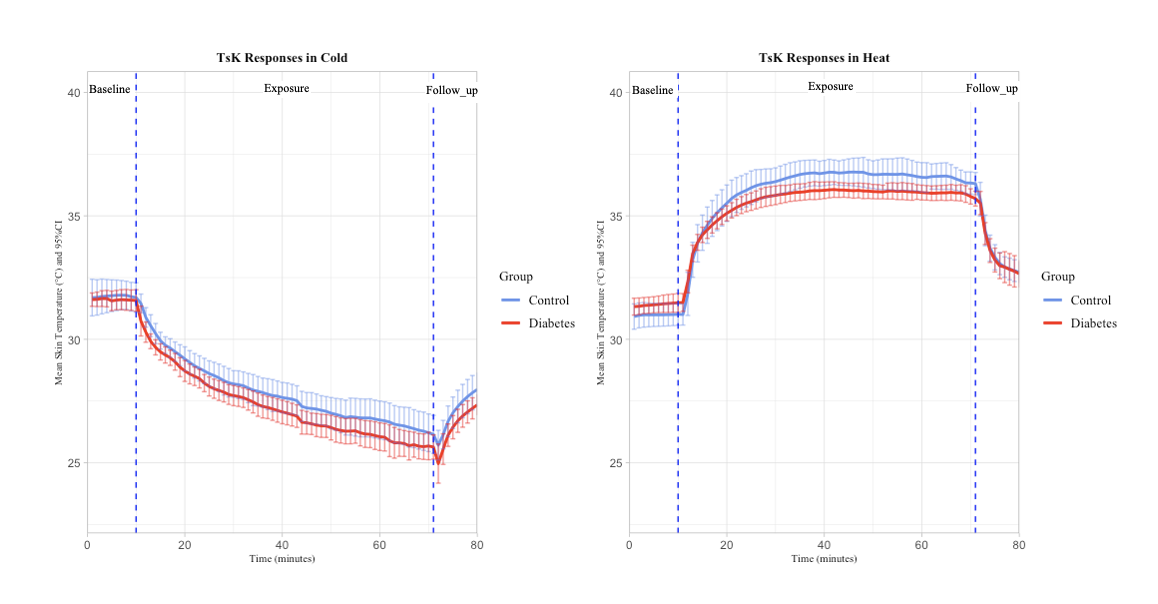 TsK Responses in Cold
Baseline
Exposure
Follow_up
40
35
30
25
0
20
40
60
80
Time (minutes)
Mean Skin Temperature (°C) and 95%CI
Group
Control
Diabetes
TsK Responses in Heat
Baseline
Exposure
Follow_up
40
35
30
25
0
20
40
60
80
Time (minutes)
Mean Skin Temperature (°C) and 95%CI
Group
Control
Diabetes